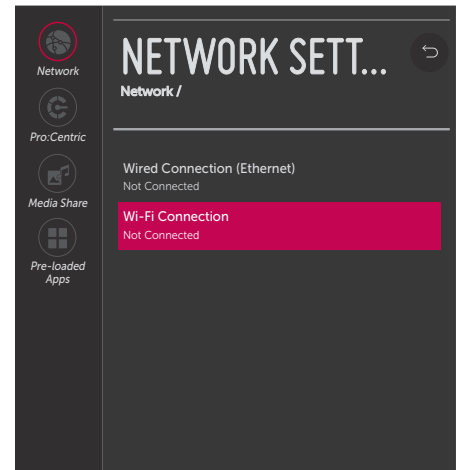 Network
Pro:Centric
Media Share
Pre-loaded
Apps
NETWORK SETT...
Network /
Wired Connection (Ethernet)
Not Connected
Wi-Fi Connection
Not Connected